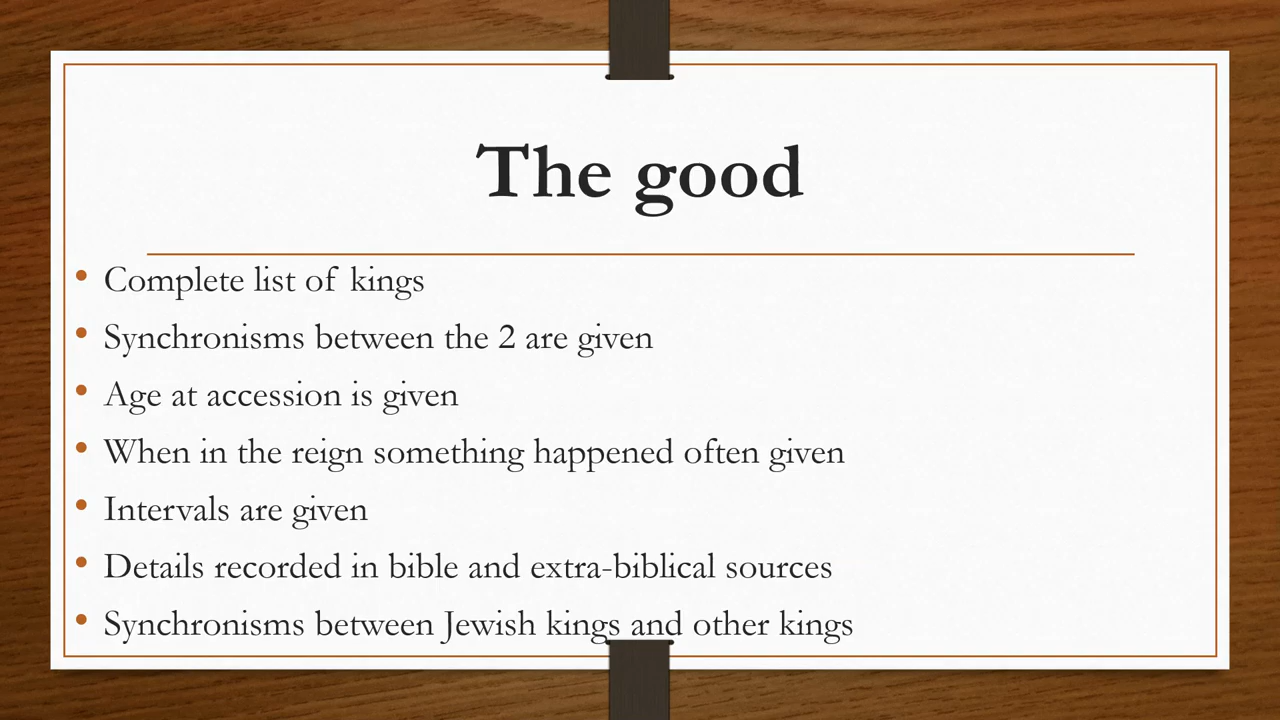 The good
• Complete list of kings
• Synchronisms between the 2 are given
• Age at accession is given
• When in the reign something happened often given
• Intervals are given
• Details recorded in bible and extra-biblical sources
• Synchronisms between Jewish kings and other kings